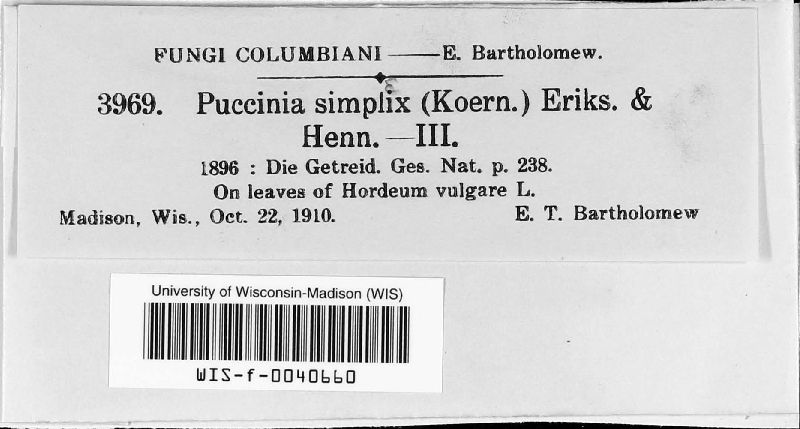 FUNGI COLUMBIANI — E. Bartholomew.
3969. Puccinia simplix (Koern.) Eriks. &
Henn. — III.
1896 : Die Getreid. Ges. Nat. p. 238.
On leaves of Hordeum vulgare L.
Madison, Wis., Oct. 22, 1910. E. T. Bartholomew
University of Wisconsin-Madison (WIS)
WIS-f-0040660